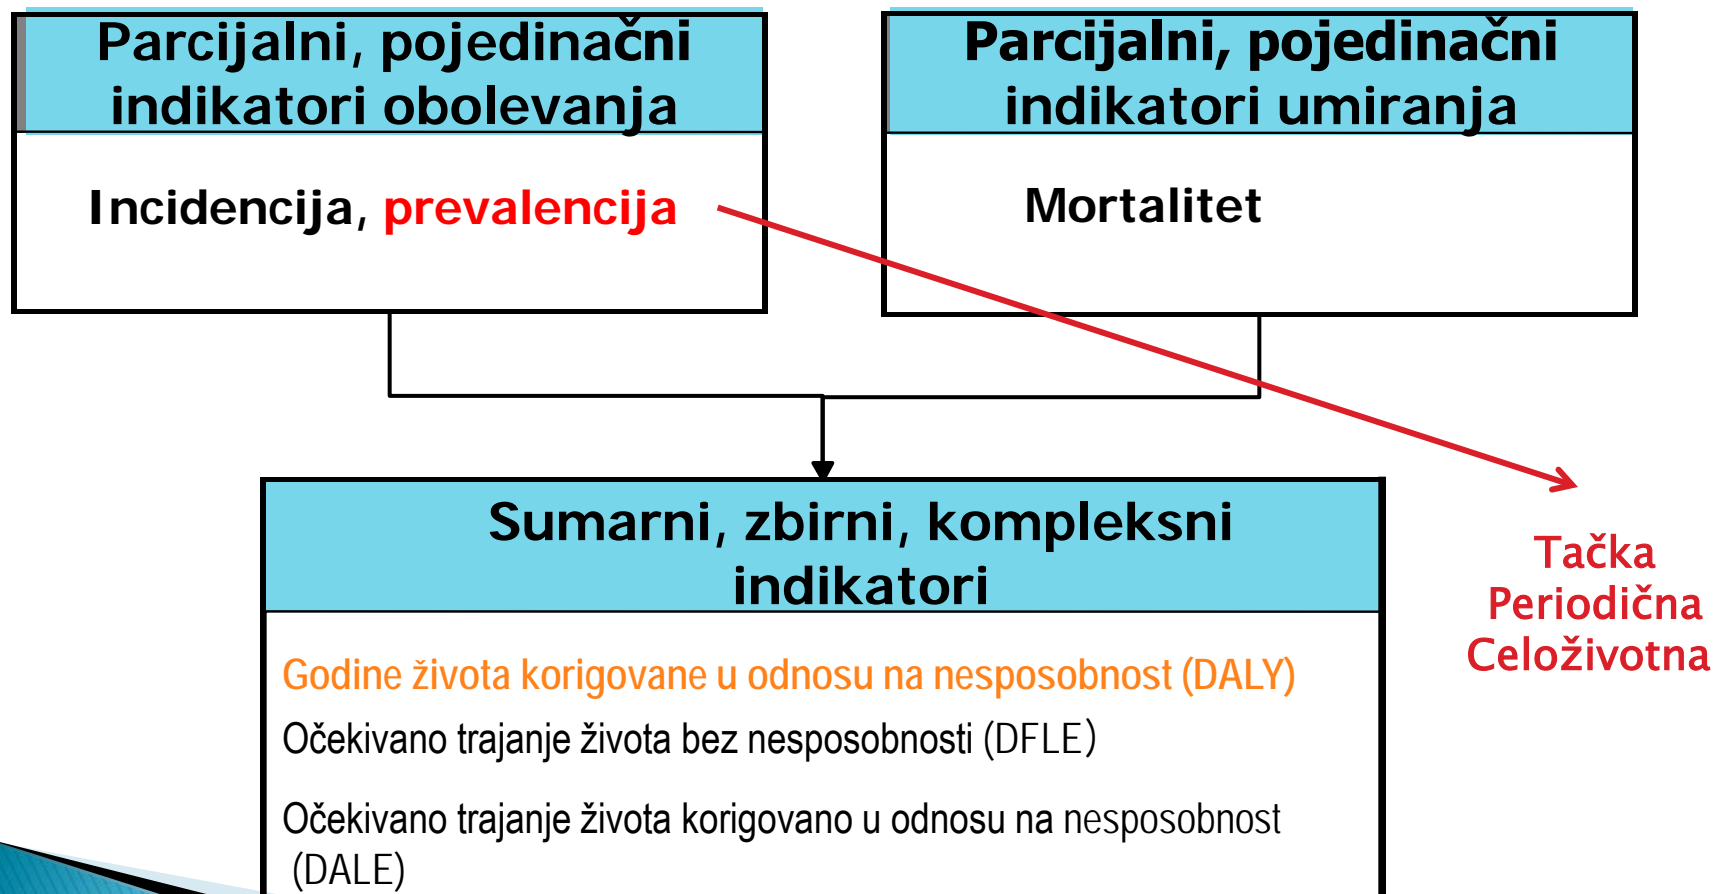 Parcijalni, pojedinačni
indikatori obolevanja
Incidencija, prevalencija
Parcijalni, pojedinačni
indikatori umiranja
Mortalitet
Sumarni, zbirni, kompleksni
indikatori
Godine života korigovane u odnosu na nesposobnost (DALY)
Očekivano trajanje života bez nesposobnosti (DFLE)
Očekivano trajanje života korigovano u odnosu na nesposobnost
(DALE)
Tačka
Periodična
Celoživotna